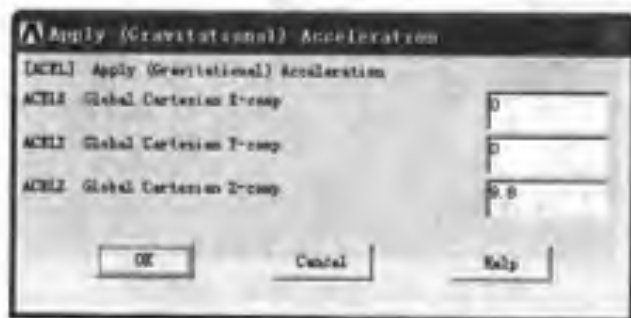 Apply (Gravitational) Acceleration
[ACEL] Apply (Gravitational) Acceleration
ACELX Global Cartesian X-comp 0
ACELY Global Cartesian Y-comp 0
ACELZ Global Cartesian Z-comp 9.8
OK Cancel Help